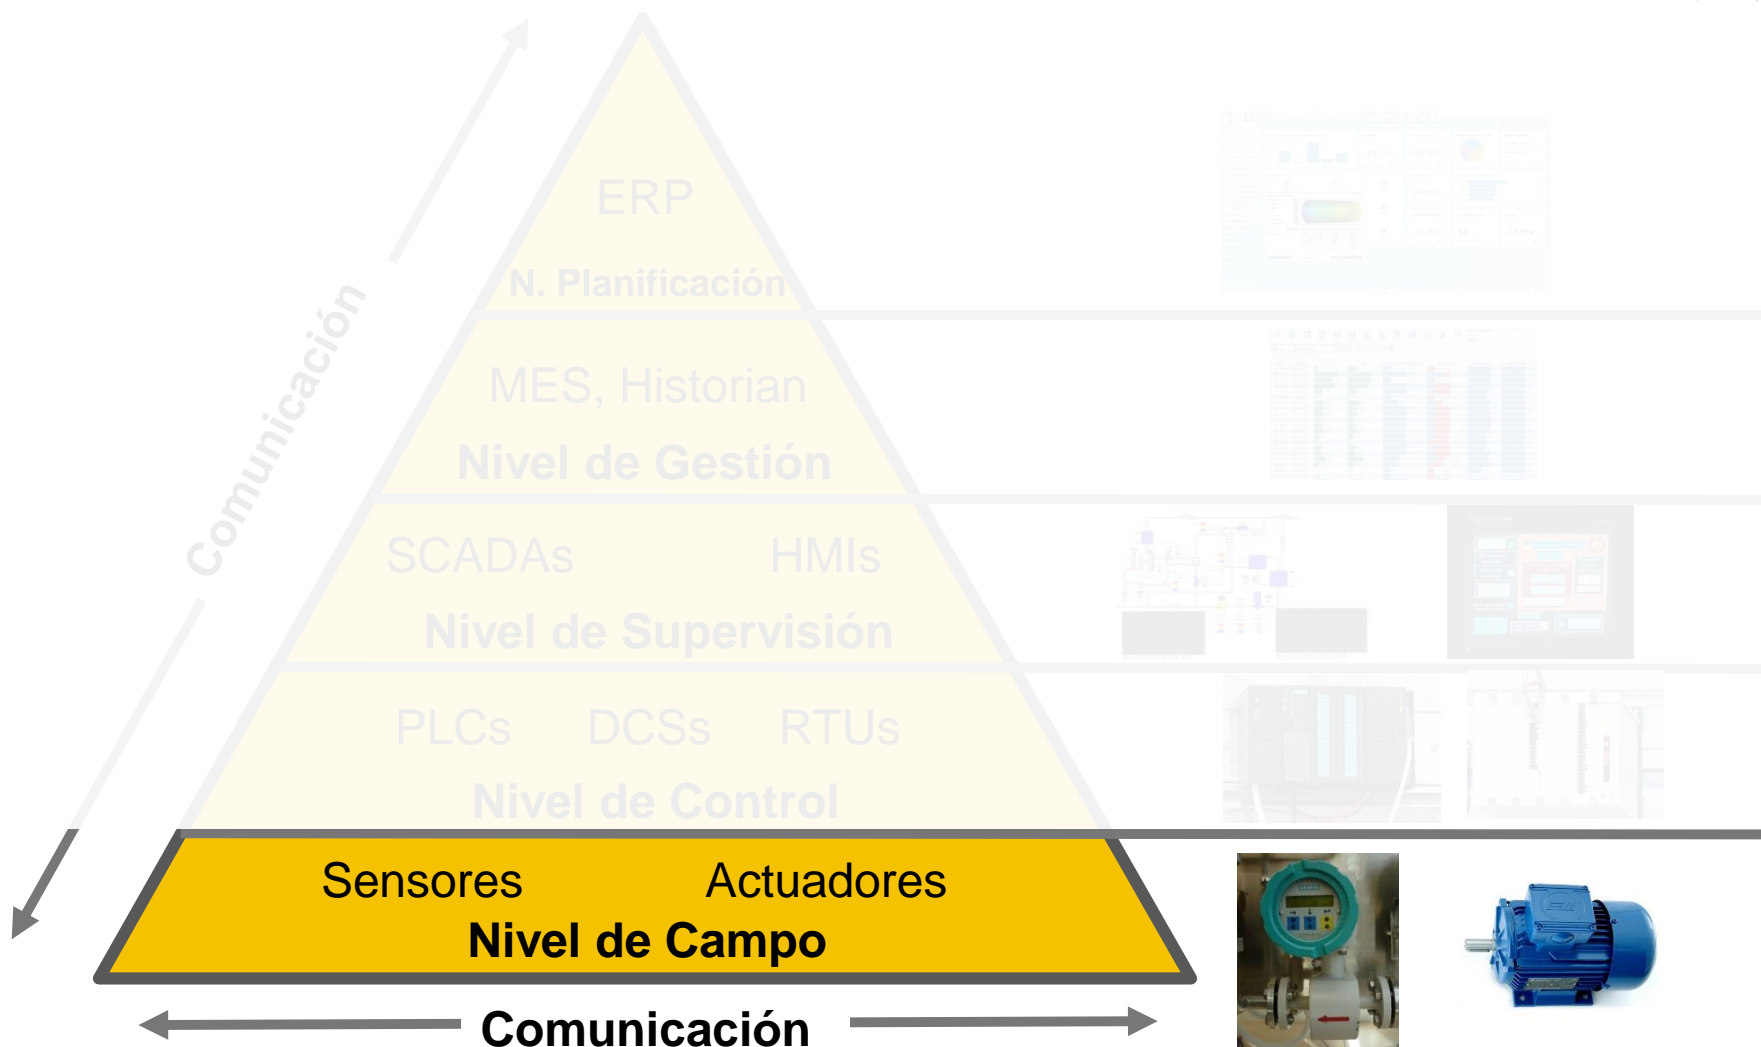 ERP
N. Planificación
Comunicación
MES, Historian
Nivel de Gestión
SCADAs HMIs
Nivel de Supervisión
PLCs DCSs RTUs
Nivel de Control
Sensores Actuadores
Nivel de Campo
Comunicación